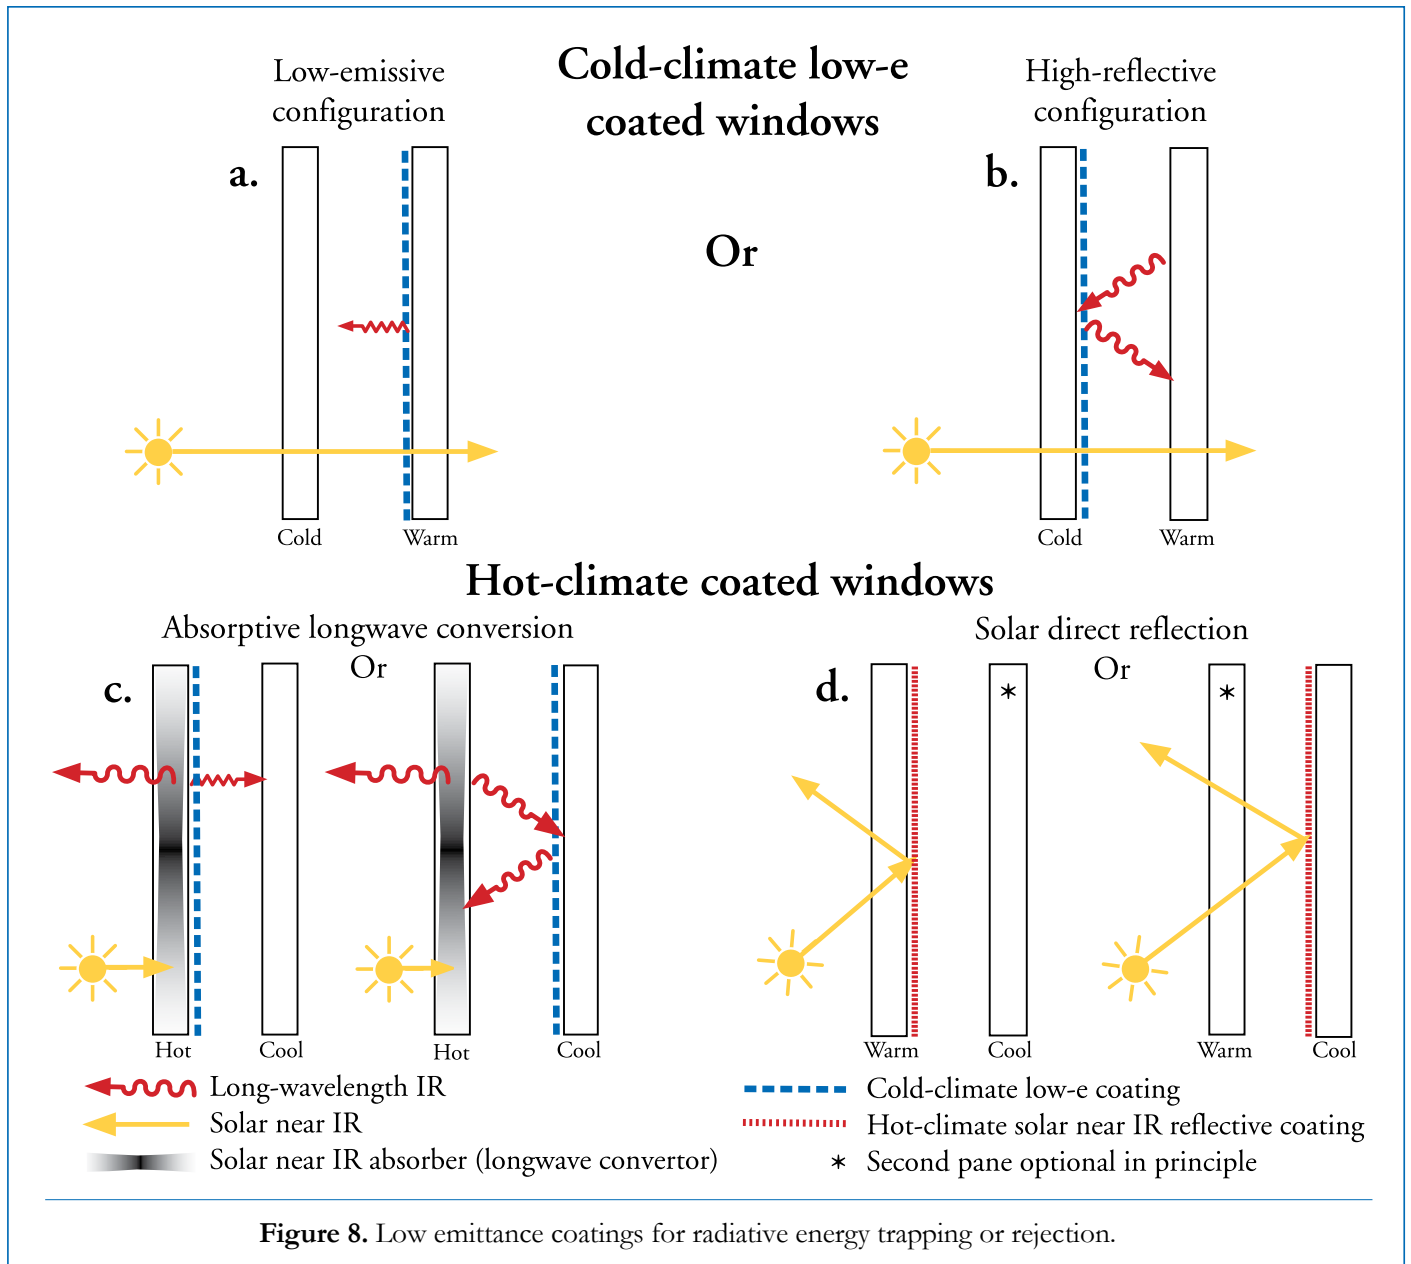 Cold-climate low-e
coated windows
Low-emissive
configuration
High-reflective
configuration
a.
b.
Or
Cold
Warm
Cold
Warm
Hot-climate coated windows
Absorptive longwave conversion
Solar direct reflection
Or
Or
c.
d.
*
*
Hot
Cool
Hot
Cool
Warm
Cool
Warm
Cool
Long-wavelength IR
Solar near IR
Solar near IR absorber (longwave convertor)
Cold-climate low-e coating
Hot-climate solar near IR reflective coating
* Second pane optional in principle
Figure 8. Low emittance coatings for radiative energy trapping or rejection.